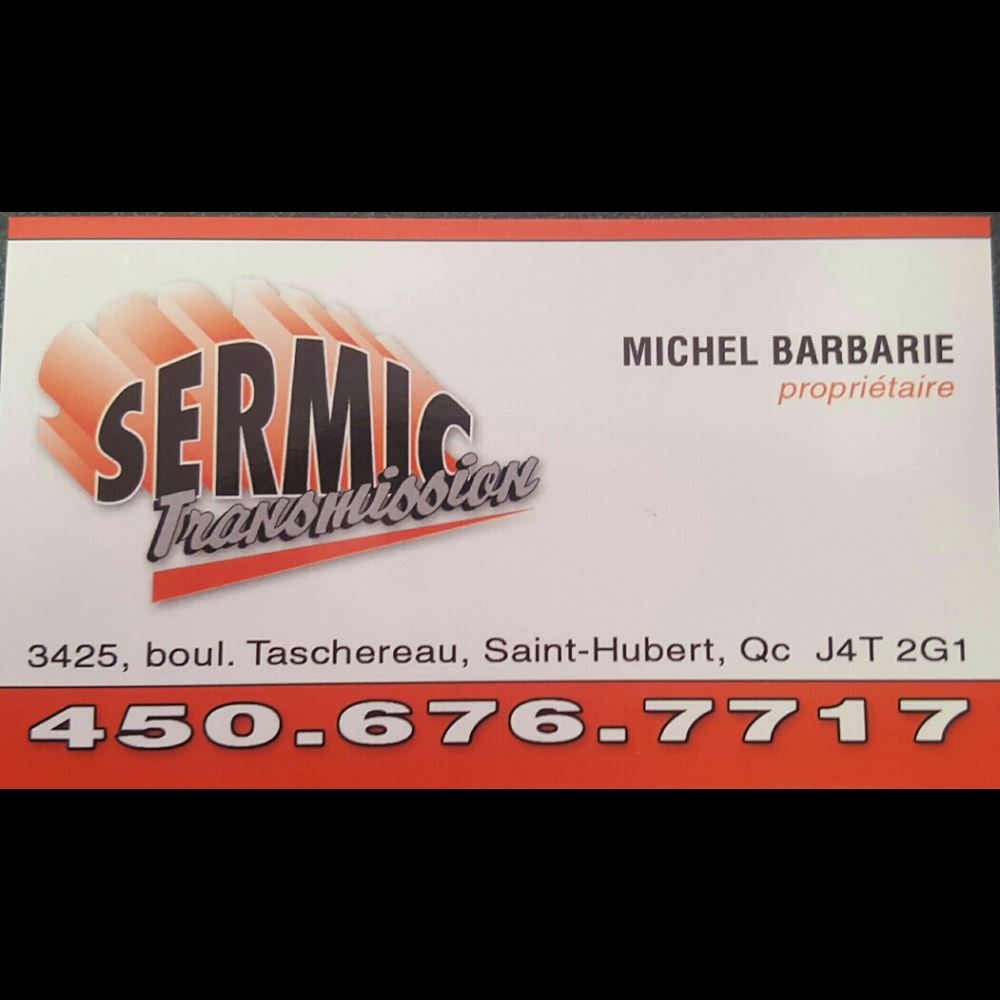 SERMIC
Transmission
MICHEL BARBARIE
propriétaire
3425, boul. Taschereau, Saint-Hubert, Qc J4T 2G1
450.676.7717